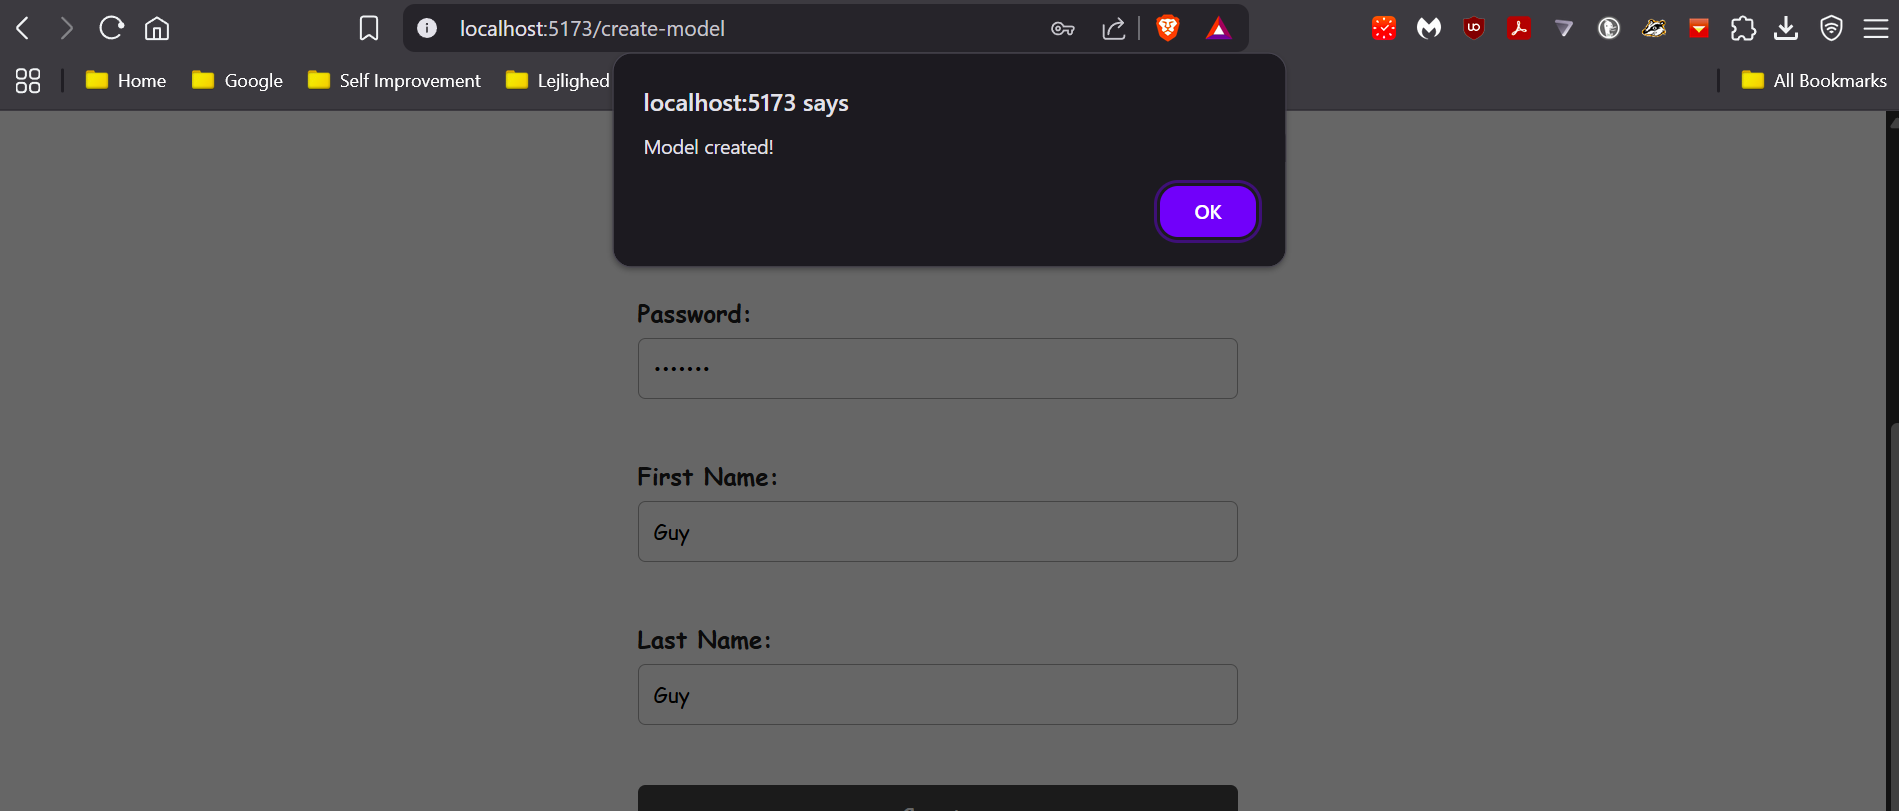 localhost:5173/create-model
Home
Google
Self Improvement
Lejlighed
All Bookmarks
localhost:5173 says
Model created!
OK
Password:
•••••••
First Name:
Guy
Last Name:
Guy